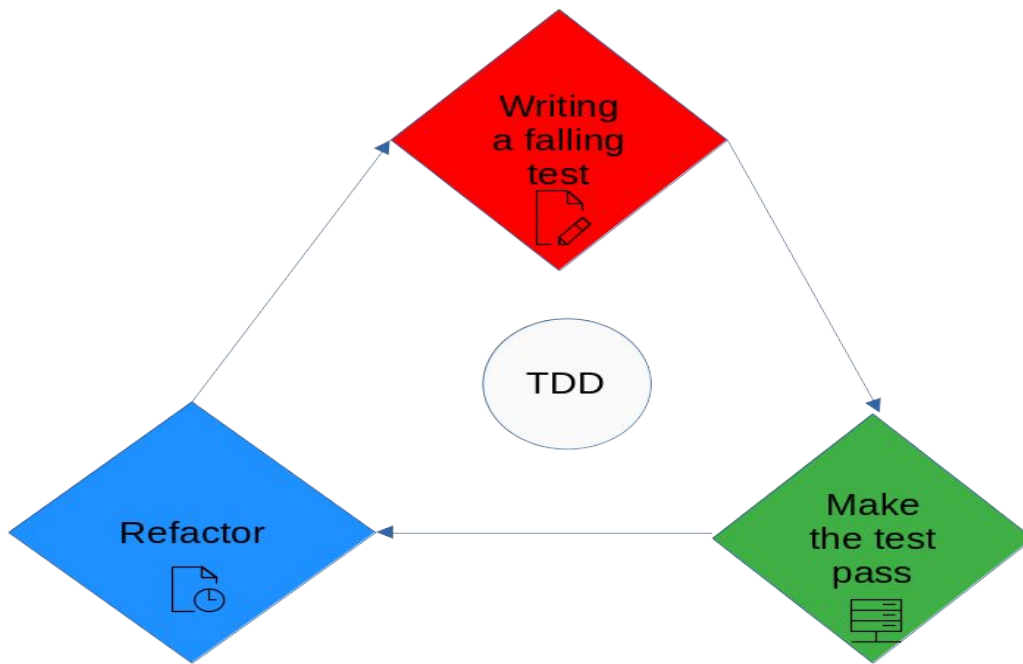 Writing
a falling
test
TDD
Refactor
Make
the test
pass